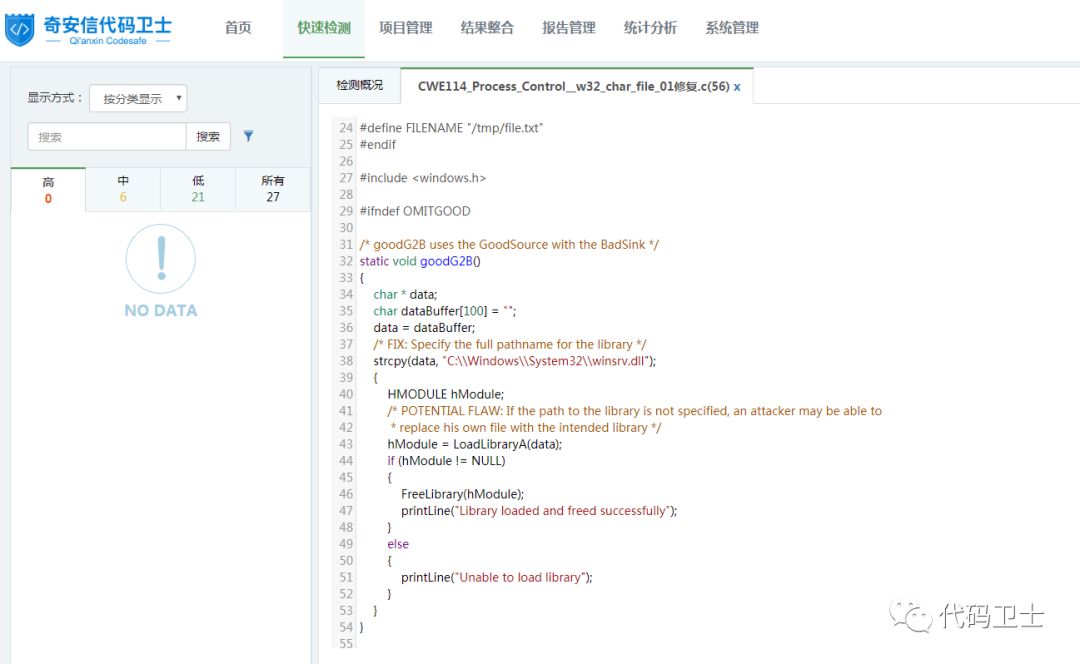 奇安信代码卫士
Qi'anxin Codesafe
首页 快速检测 项目管理 结果整合 报告管理 统计分析 系统管理
显示方式： 按分类显示
搜索 搜索
高 中 低 所有
0 6 21 27
NO DATA
检测概况 CWE114_Process_Control__w32_char_file_01修复.c(56) x
24 #define FILENAME "/tmp/file.txt"
25 #endif
26
27 #include <windows.h>
28
29 #ifndef OMITGOOD
30
31 /* goodG2B uses the GoodSource with the BadSink */
32 static void goodG2B()
33 {
34 char * data;
35 char dataBuffer[100] = "";
36 data = dataBuffer;
37 /* FIX: Specify the full pathname for the library */
38 strcpy(data, "C:\\Windows\\System32\\winsrv.dll");
39 {
40 HMODULE hModule;
41 /* POTENTIAL FLAW: If the path to the library is not specified, an attacker may be able to
42 * replace his own file with the intended library */
43 hModule = LoadLibraryA(data);
44 if (hModule != NULL)
45 {
46 FreeLibrary(hModule);
47 printLine("Library loaded and freed successfully");
48 }
49 else
50 {
51 printLine("Unable to load library");
52 }
53 }
54 }
55
代码卫士